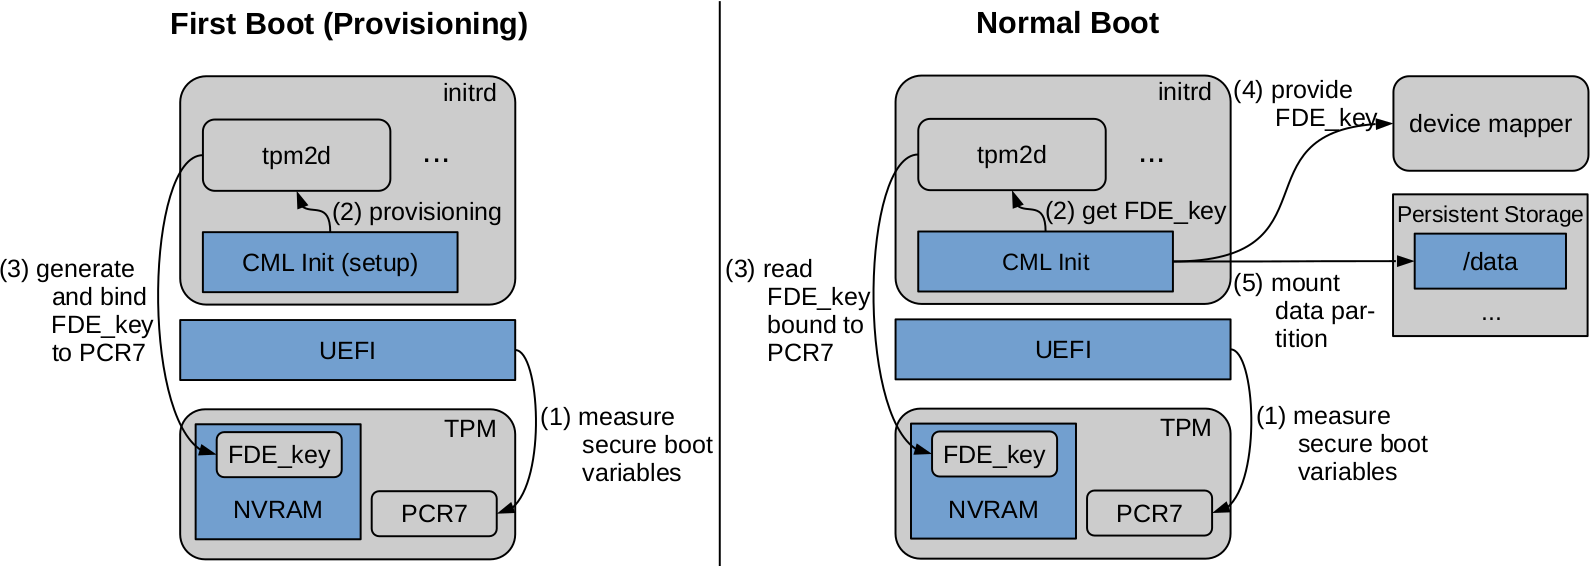 First Boot (Provisioning)
initrd
tpm2d
...
(2) provisioning
CML Init (setup)
(3) generate
and bind
FDE_key
to PCR7
UEFI
(1) measure
secure boot
variables
TPM
FDE_key
NVRAM
PCR7
Normal Boot
initrd
tpm2d
...
(2) get FDE_key
CML Init
(3) read
FDE_key
bound to
PCR7
UEFI
(1) measure
secure boot
variables
TPM
FDE_key
NVRAM
PCR7
(4) provide
FDE_key
device mapper
Persistent Storage
/data
...
(5) mount
data par-
tition